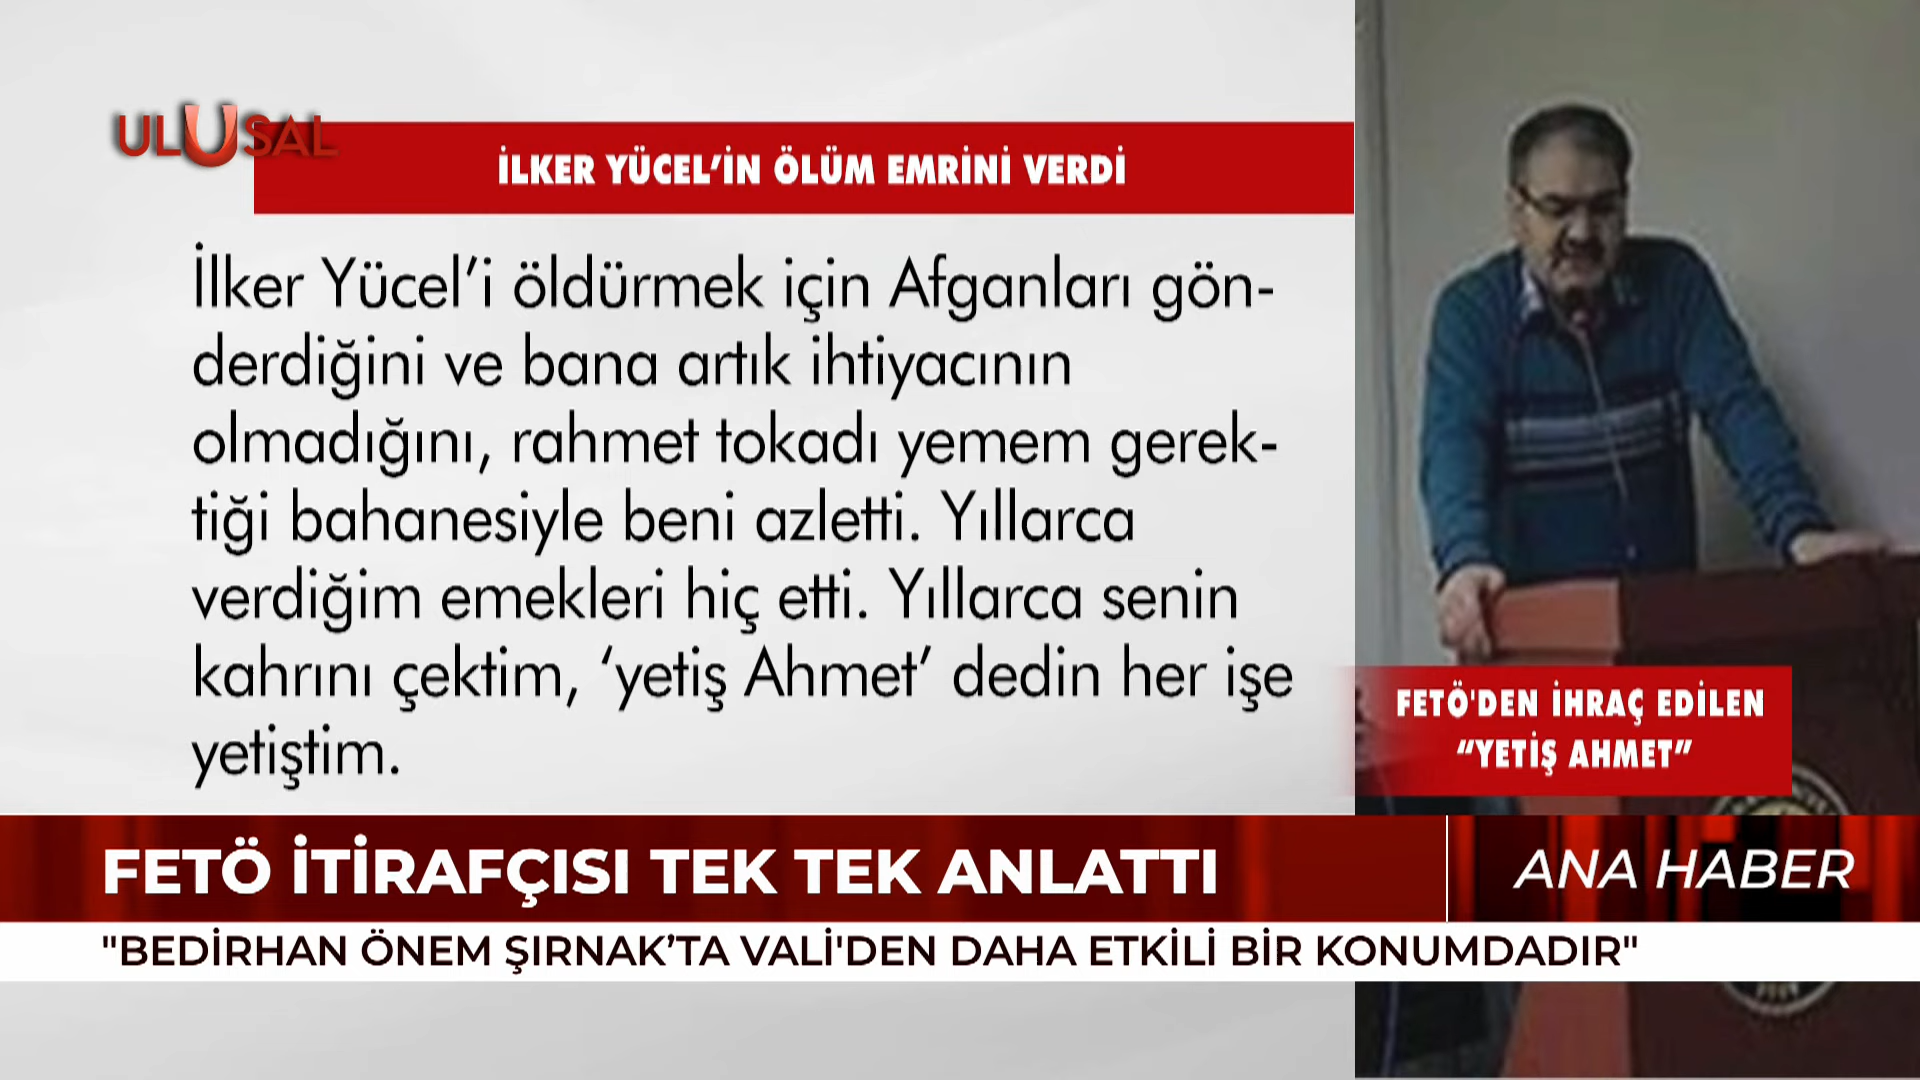 ULUSAL
İLKER YÜCEL’İN ÖLÜM EMRİNİ VERDİ
İlker Yücel’i öldürmek için Afganları gön-
derdiğini ve bana artık ihtiyacının
olmadığını, rahmet tokadı yemem gerek-
tiği bahanesiyle beni azletti. Yıllarca
verdiğim emekleri hiç etti. Yıllarca senin
kahrını çektim, ‘yetiş Ahmet’ dedin her işe
yetiştim.
FETÖ'DEN İHRAÇ EDİLEN
“YETİŞ AHMET”
FETÖ İTİRAFÇISI TEK TEK ANLATTI
ANA HABER
"BEDİRHAN ÖNEM ŞIRNAK’TA VALİ'DEN DAHA ETKİLİ BİR KONUMDADIR"